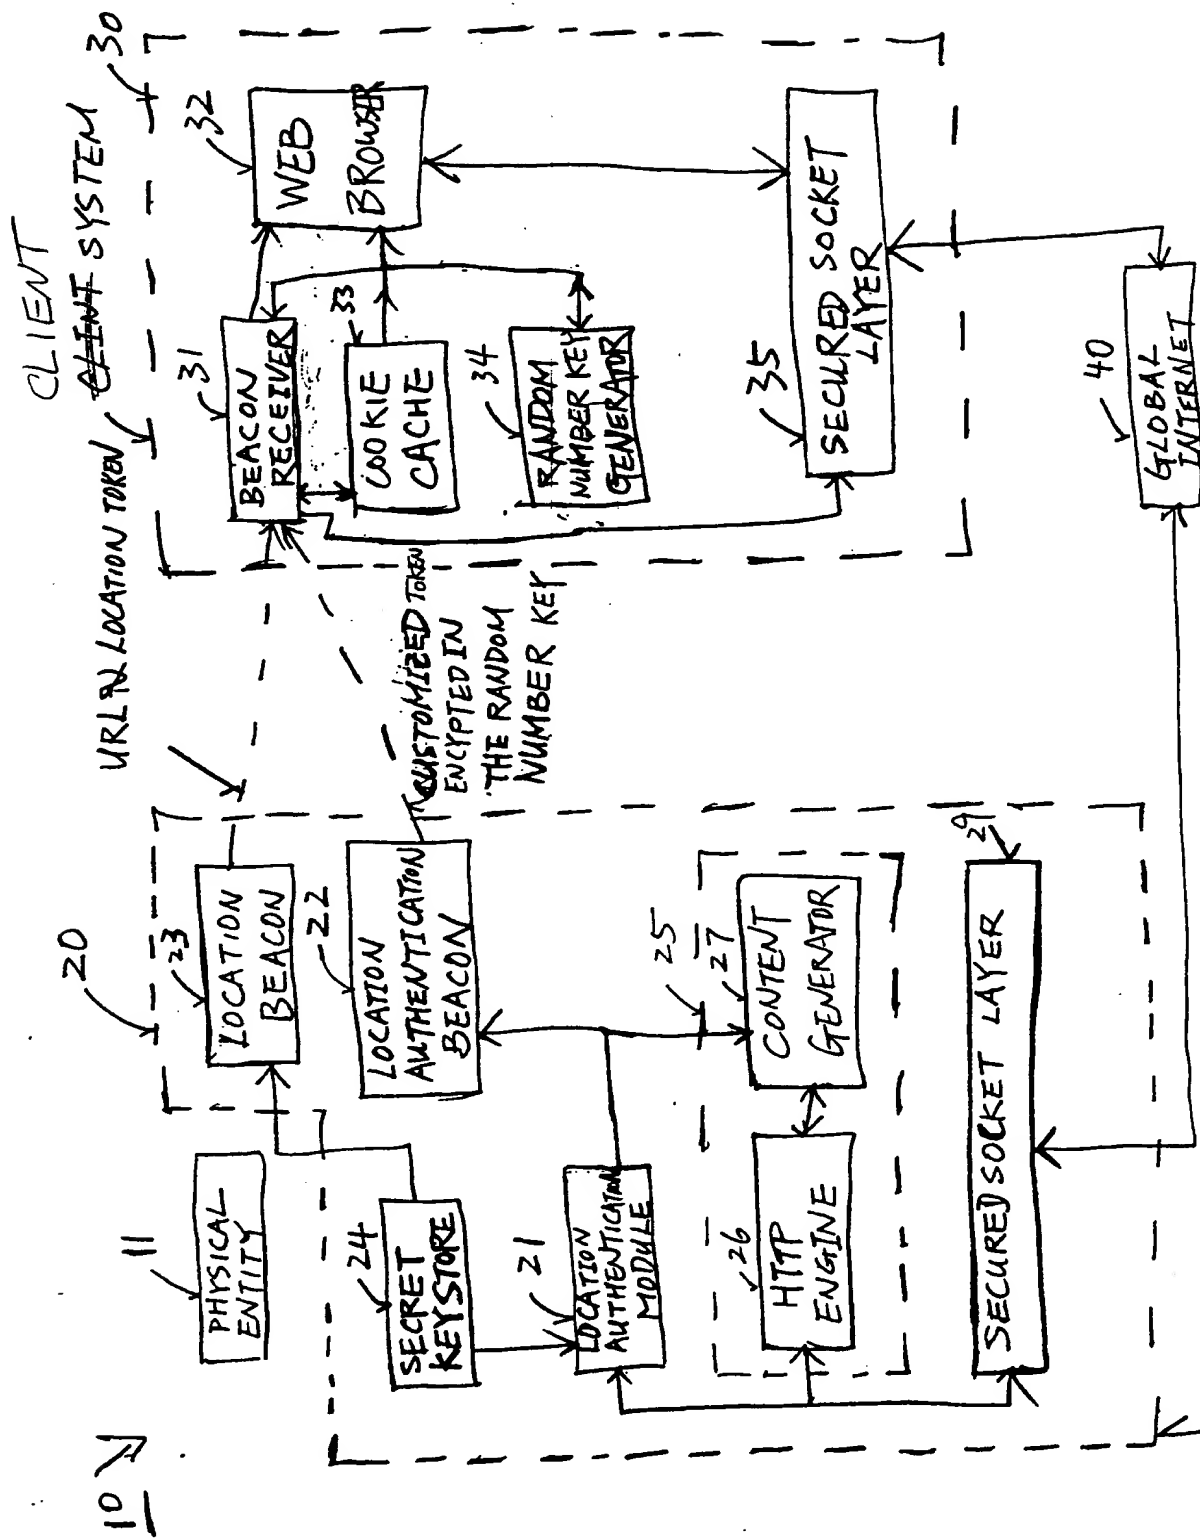 10
11
PHYSICAL
ENTITY
20
23
LOCATION
BEACON
22
LOCATION
AUTHENTICATION
BEACON
24
SECRET
KEYSTORE
21
LOCATION
AUTHENTICATION
MODULE
25
26
HTTP
ENGINE
27
CONTENT
GENERATOR
29
SECURED SOCKET LAYER
URL LOCATION TOKEN
CUSTOMIZED TOKEN
ENCRYPTED IN
THE RANDOM
NUMBER KEY
CLIENT
CLINT SYSTEM
30
31
BEACON
RECEIVER
32
WEB
BROWSER
33
COOKIE
CACHE
34
RANDOM
NUMBER KEY
GENERATOR
35
SECURED SOCKET
LAYER
40
GLOBAL
INTERNET